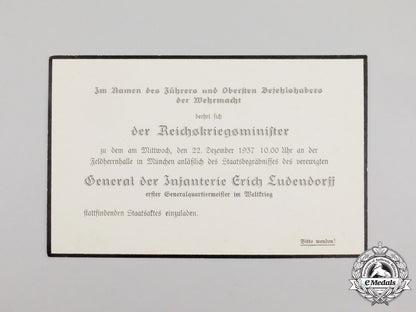 Im Namen des Führers und Obersten Befehlshabers
der Wehrmacht
beehrt sich
der Reichskriegsminister
zu dem am Mittwoch, den 22. Dezember 1937 10.00 Uhr an der
Feldherrnhalle in München anläßlich des Staatsbegräbnisses des verewigten
General der Infanterie Erich Ludendorff
erster Generalquartiermeister im Weltkrieg
stattfindenden Staatsaktes einzuladen.
Bitte wenden!
eMedals